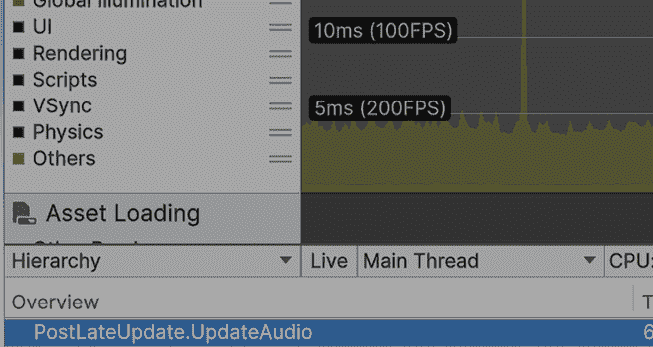 Global Illumination
UI
Rendering
Scripts
VSync
Physics
Others
10ms (100FPS)
5ms (200FPS)
Asset Loading
Hierarchy
Live
Main Thread
CPU:
Overview
T
PostLateUpdate.UpdateAudio
6